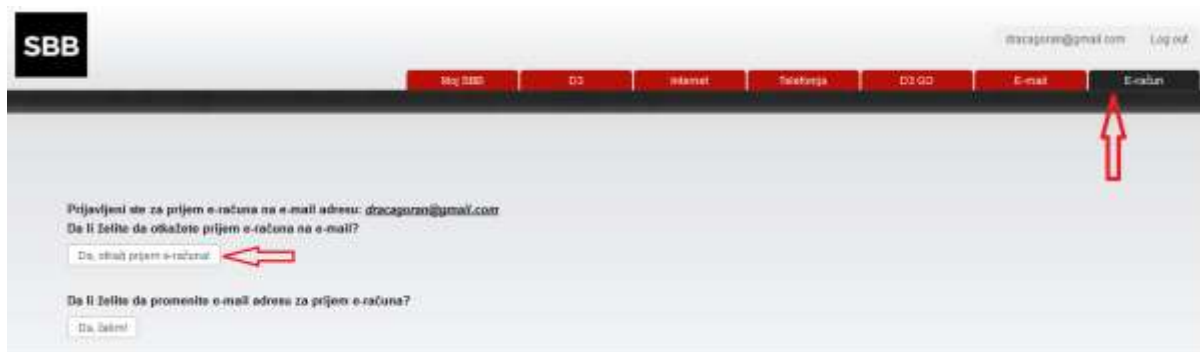 SBB
dracagoran@gmail.com Log out
Moj SBB D3 Internet Telefonija D3 GO E-mail E-račun
Prijavljeni ste za prijem e-računa na e-mail adresu: dracagoran@gmail.com
Da li želite da otkažete prijem e-računa na e-mail?
Da, otkaži prijem e-računa!
Da li želite da promenite e-mail adresu za prijem e-računa?
Da, želim!